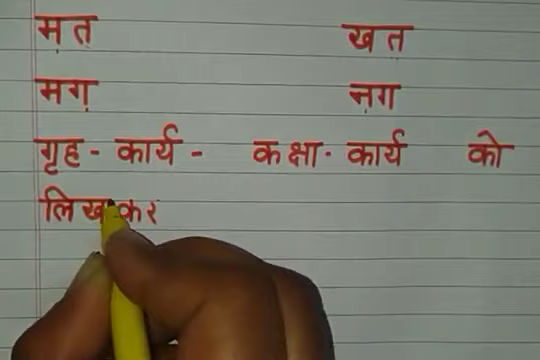 मत खत
मग नग
गृह - कार्य - कक्षा - कार्य को
लिखकर